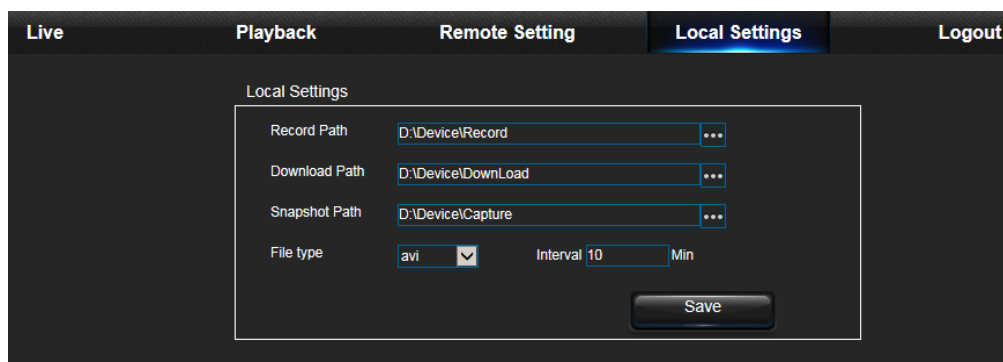 Live Playback Remote Setting Local Settings Logout
Local Settings
Record Path D:\Device\Record
Download Path D:\Device\DownLoad
Snapshot Path D:\Device\Capture
File type avi Interval 10 Min
Save